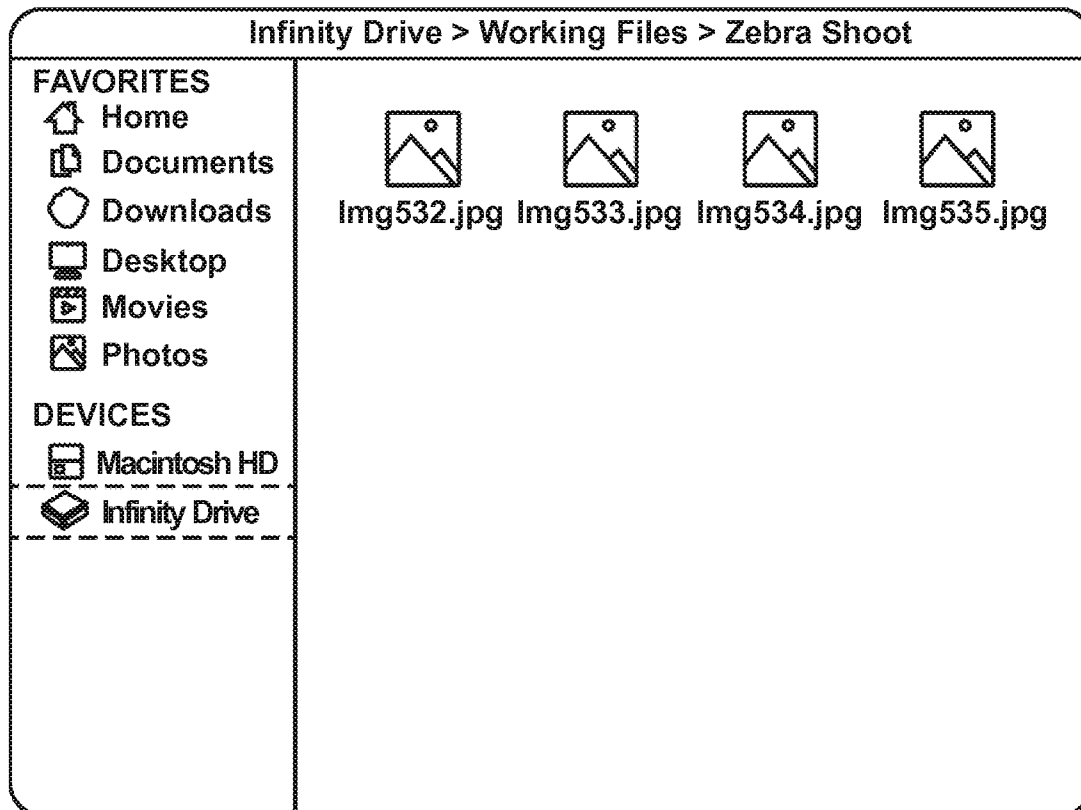 Infinity Drive > Working Files > Zebra Shoot
FAVORITES
Home
Documents
Downloads
Desktop
Movies
Photos
DEVICES
Macintosh HD
Infinity Drive
Img532.jpg Img533.jpg Img534.jpg Img535.jpg